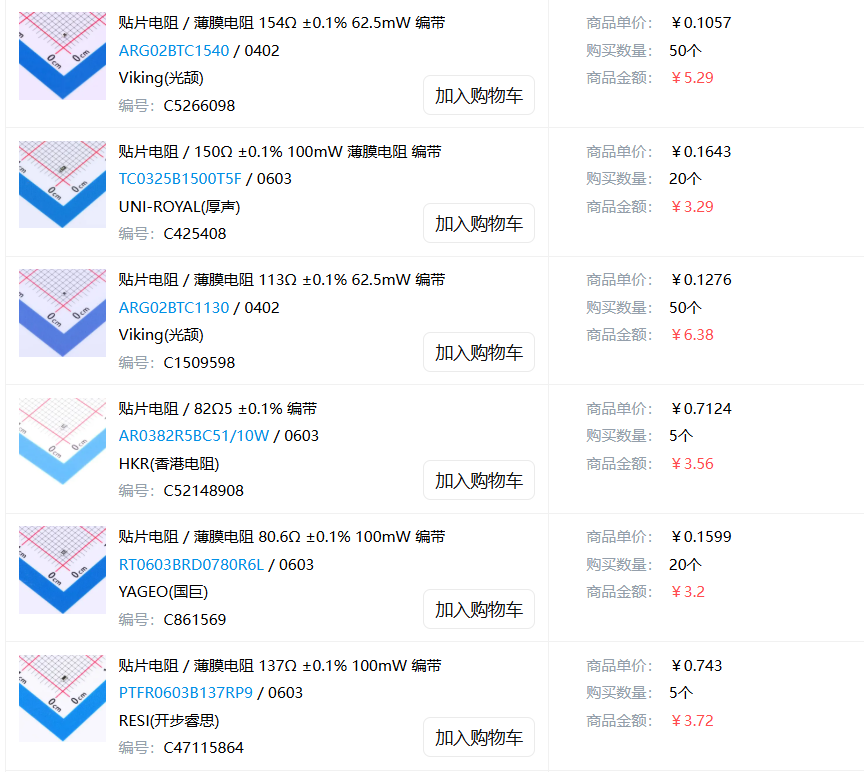 贴片电阻 / 薄膜电阻 154Ω ±0.1% 62.5mW 编带
ARG02BTC1540 / 0402
Viking(光颉)
编号: C5266098
加入购物车
商品单价: ￥0.1057
购买数量: 50个
商品金额: ￥5.29
贴片电阻 / 150Ω ±0.1% 100mW 薄膜电阻 编带
TC0325B1500T5F / 0603
UNI-ROYAL(厚声)
编号: C425408
加入购物车
商品单价: ￥0.1643
购买数量: 20个
商品金额: ￥3.29
贴片电阻 / 薄膜电阻 113Ω ±0.1% 62.5mW 编带
ARG02BTC1130 / 0402
Viking(光颉)
编号: C1509598
加入购物车
商品单价: ￥0.1276
购买数量: 50个
商品金额: ￥6.38
贴片电阻 / 82Ω5 ±0.1% 编带
AR0382R5BC51/10W / 0603
HKR(香港电阻)
编号: C52148908
加入购物车
商品单价: ￥0.7124
购买数量: 5个
商品金额: ￥3.56
贴片电阻 / 薄膜电阻 80.6Ω ±0.1% 100mW 编带
RT0603BRD0780R6L / 0603
YAGEO(国巨)
编号: C861569
加入购物车
商品单价: ￥0.1599
购买数量: 20个
商品金额: ￥3.2
贴片电阻 / 薄膜电阻 137Ω ±0.1% 100mW 编带
PTFR0603B137RP9 / 0603
RESI(开步睿思)
编号: C47115864
加入购物车
商品单价: ￥0.743
购买数量: 5个
商品金额: ￥3.72